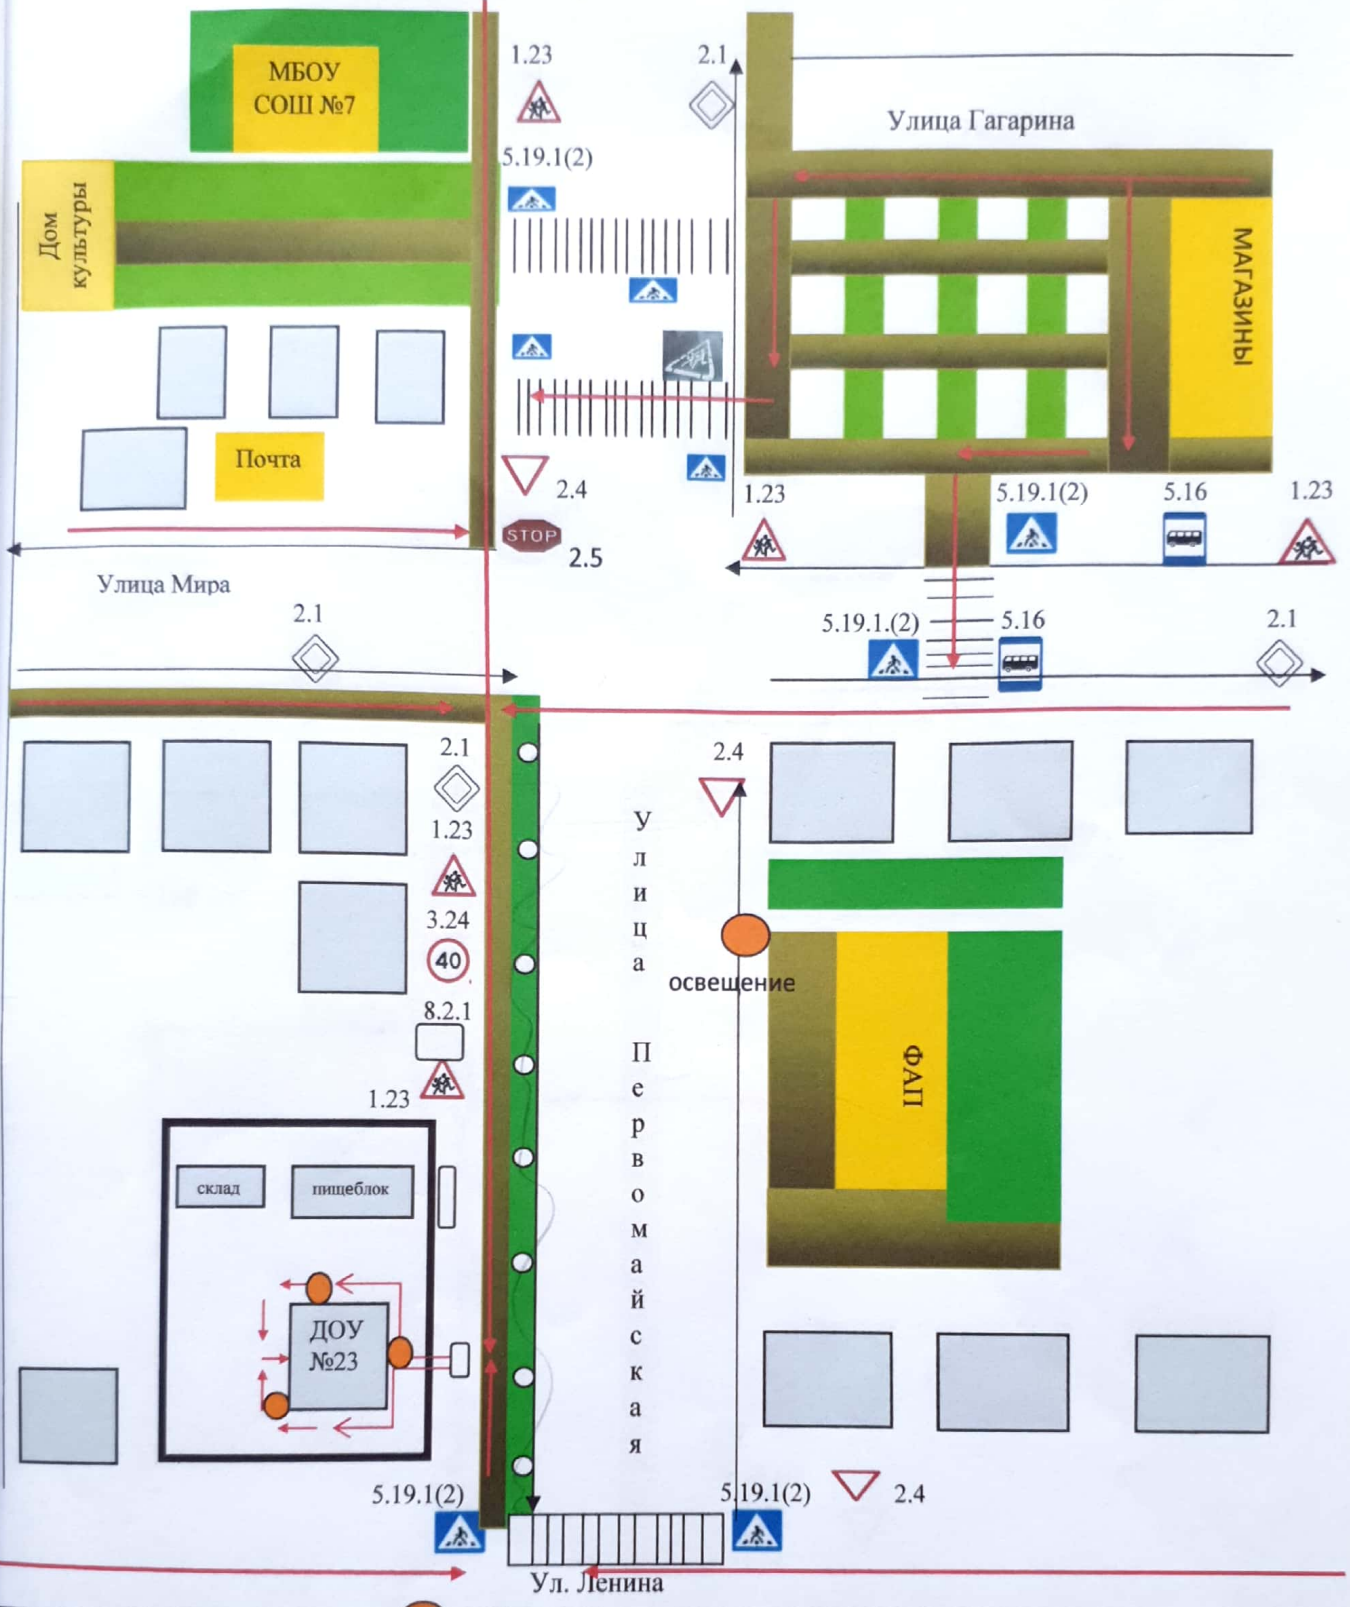 МБОУ
СОШ №7
1.23
2.1
Улица Гагарина
5.19.1(2)
Дом
культуры
МАГАЗИНЫ
Почта
2.4
STOP
2.5
1.23
5.19.1(2)
5.16
1.23
Улица Мира
2.1
5.19.1.(2)
5.16
2.1
2.1
1.23
3.24
40
8.2.1
1.23
2.4
Улица Первомайская
освещение
ФАП
склад
пищеблок
ДОУ
№23
5.19.1(2)
5.19.1(2)
2.4
Ул. Ленина